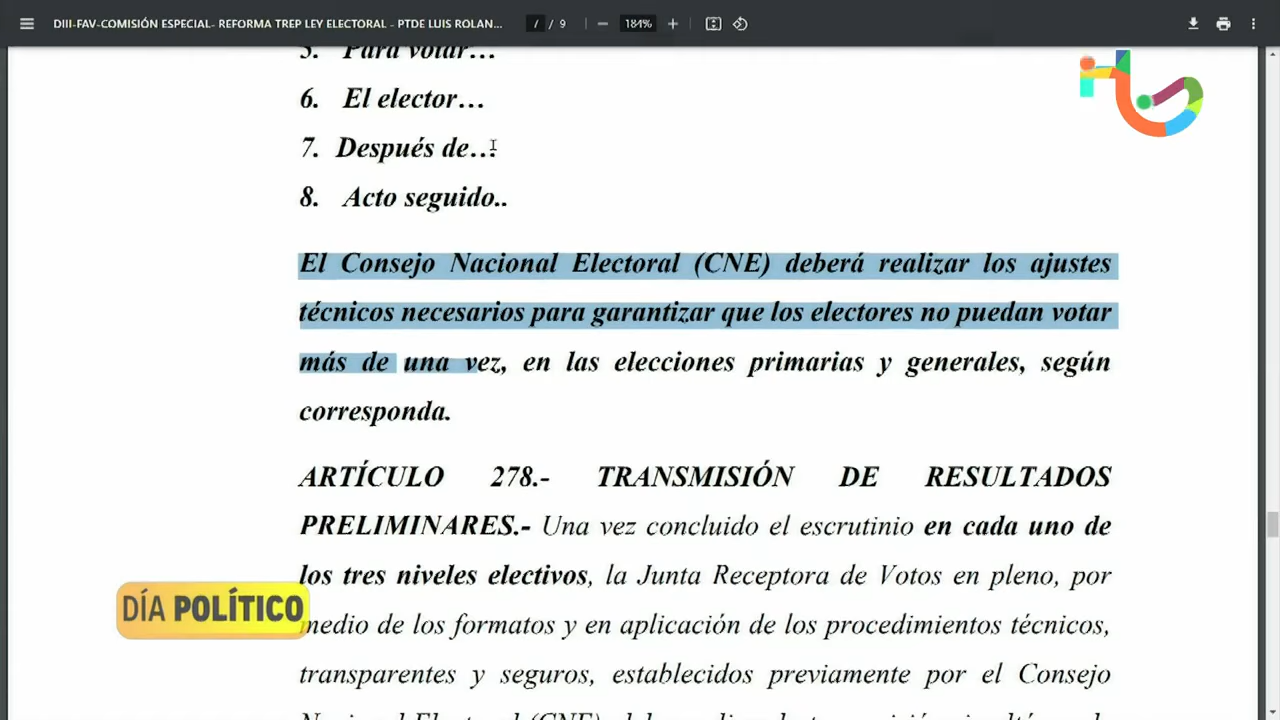 DIII-FAV-COMISIÓN ESPECIAL- REFORMA TREP LEY ELECTORAL - PTDE LUIS ROLAN...
7 / 9
184%
5. Para votar…
6. El elector…
7. Después de…
8. Acto seguido..
El Consejo Nacional Electoral (CNE) deberá realizar los ajustes
técnicos necesarios para garantizar que los electores no puedan votar
más de una vez, en las elecciones primarias y generales, según
corresponda.
ARTÍCULO 278.- TRANSMISIÓN DE RESULTADOS
PRELIMINARES.- Una vez concluido el escrutinio en cada uno de
los tres niveles electivos, la Junta Receptora de Votos en pleno, por
DÍA POLÍTICO
medio de los formatos y en aplicación de los procedimientos técnicos,
transparentes y seguros, establecidos previamente por el Consejo
Nacional Electoral (CNE)